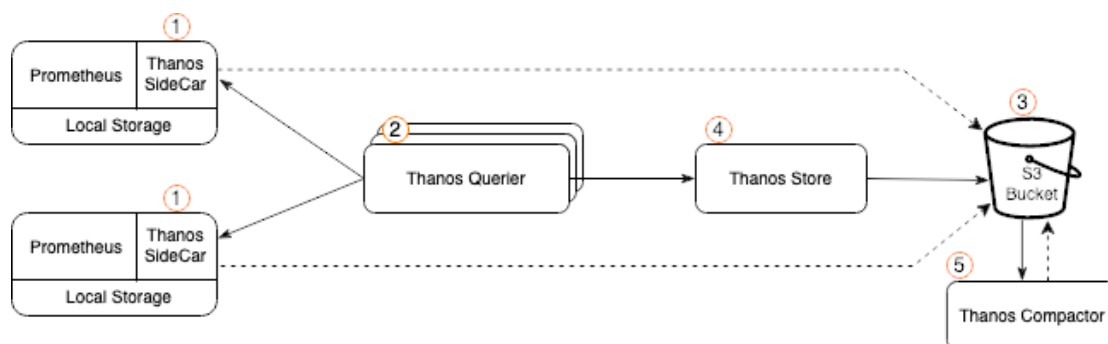 1
Prometheus
Thanos
SideCar
Local Storage
1
Prometheus
Thanos
SideCar
Local Storage
2
Thanos Querier
4
Thanos Store
3
S3
Bucket
5
Thanos Compactor